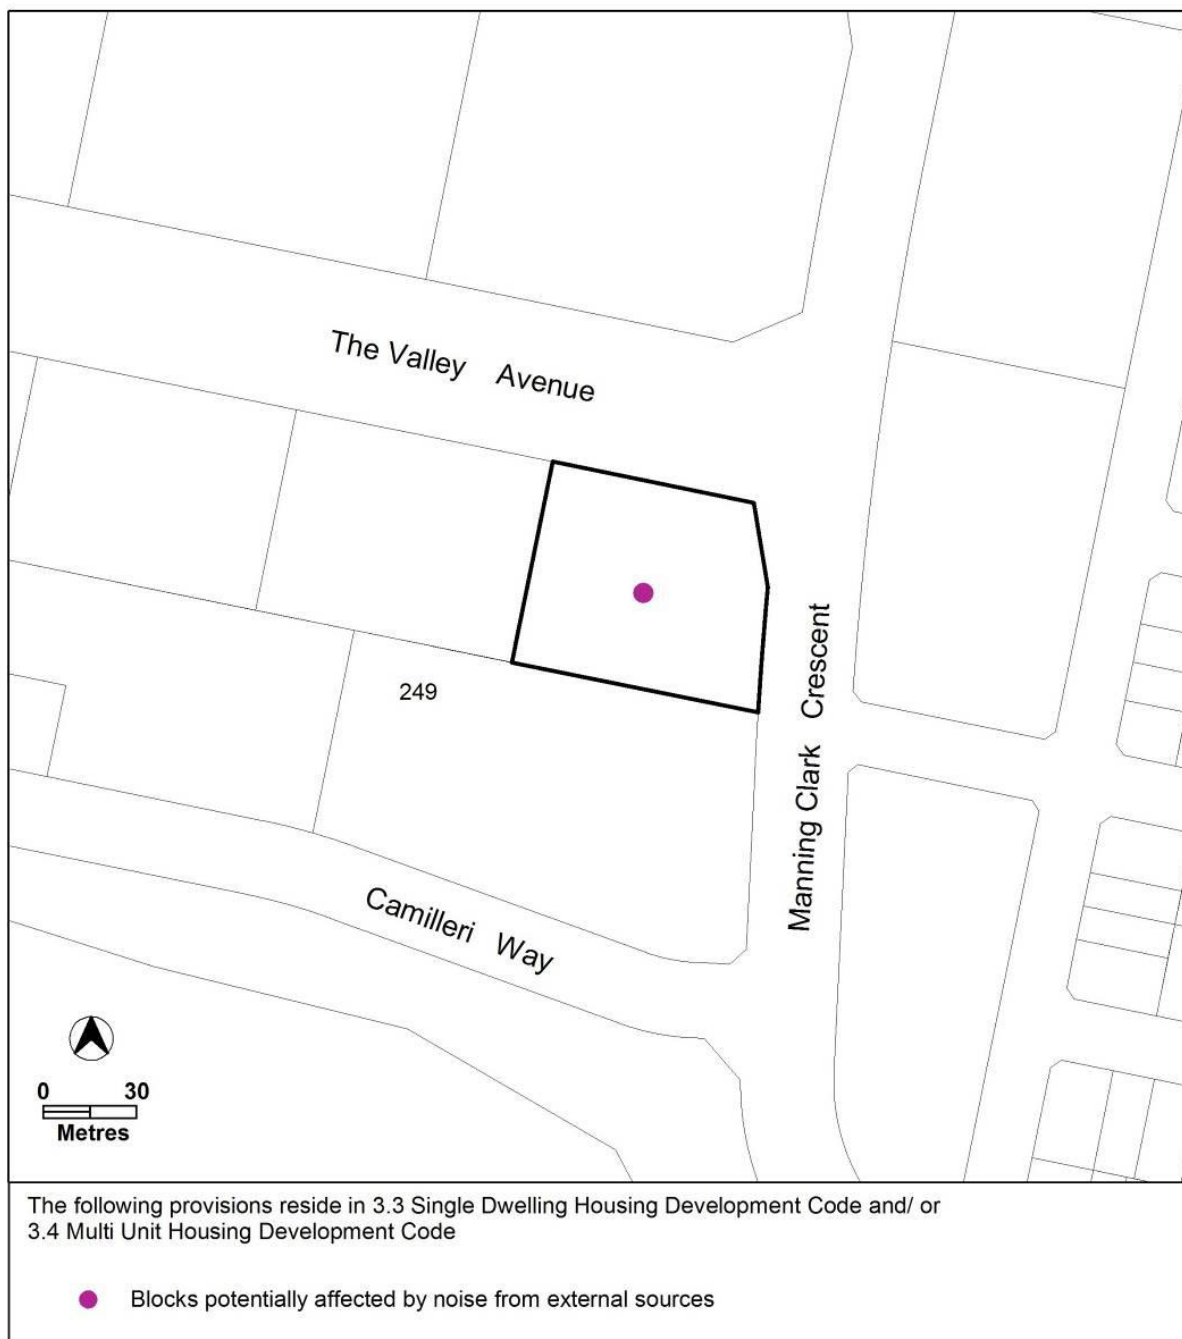 The Valley Avenue
249
Manning Clark Crescent
Camilleri Way
0 30
Metres
The following provisions reside in 3.3 Single Dwelling Housing Development Code and/ or
3.4 Multi Unit Housing Development Code
Blocks potentially affected by noise from external sources